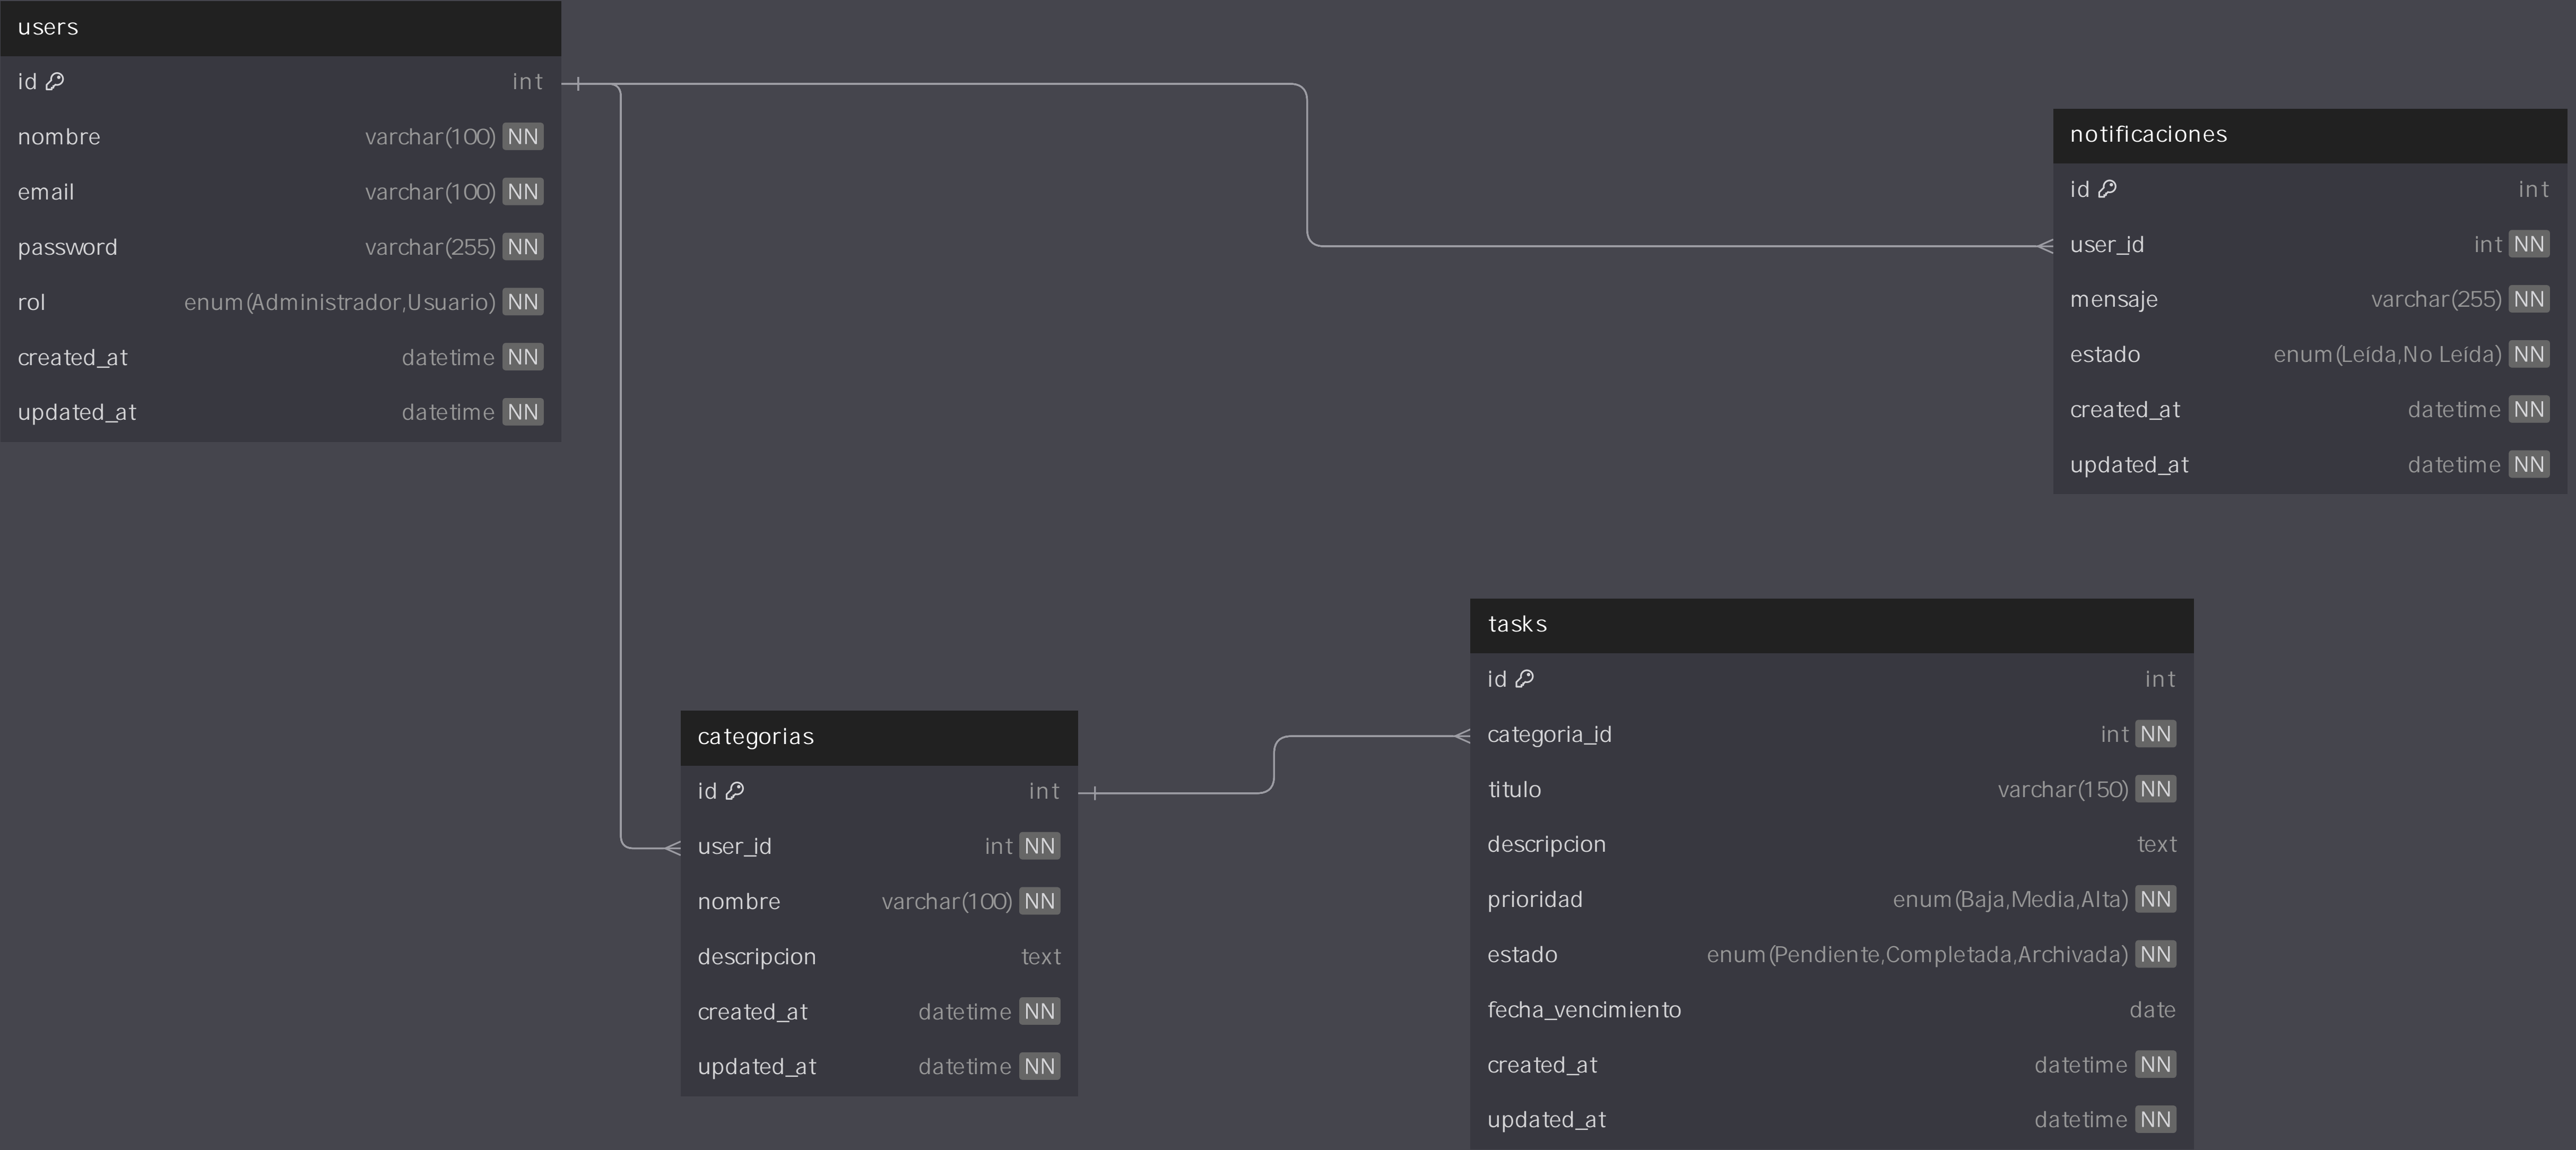 users
id int
nombre varchar(100) NN
email varchar(100) NN
password varchar(255) NN
rol enum(Administrador,Usuario) NN
created_at datetime NN
updated_at datetime NN
notificaciones
id int
user_id int NN
mensaje varchar(255) NN
estado enum(Leída,No Leída) NN
created_at datetime NN
updated_at datetime NN
categorias
id int
user_id int NN
nombre varchar(100) NN
descripcion text
created_at datetime NN
updated_at datetime NN
tasks
id int
categoria_id int NN
titulo varchar(150) NN
descripcion text
prioridad enum(Baja,Media,Alta) NN
estado enum(Pendiente,Completada,Archivada) NN
fecha_vencimiento date
created_at datetime NN
updated_at datetime NN